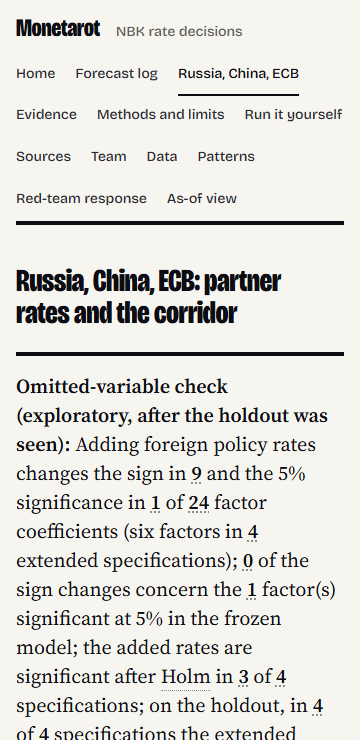 Monetarot NBK rate decisions
Home Forecast log Russia, China, ECB
Evidence Methods and limits Run it yourself
Sources Team Data Patterns
Red-team response As-of view
Russia, China, ECB: partner
rates and the corridor
Omitted-variable check
(exploratory, after the holdout was
seen): Adding foreign policy rates
changes the sign in 9 and the 5%
significance in 1 of 24 factor
coefficients (six factors in 4
extended specifications); 0 of the
sign changes concern the 1 factor(s)
significant at 5% in the frozen
model; the added rates are
significant after Holm in 3 of 4
specifications; on the holdout, in 4
of 4 specifications the extended